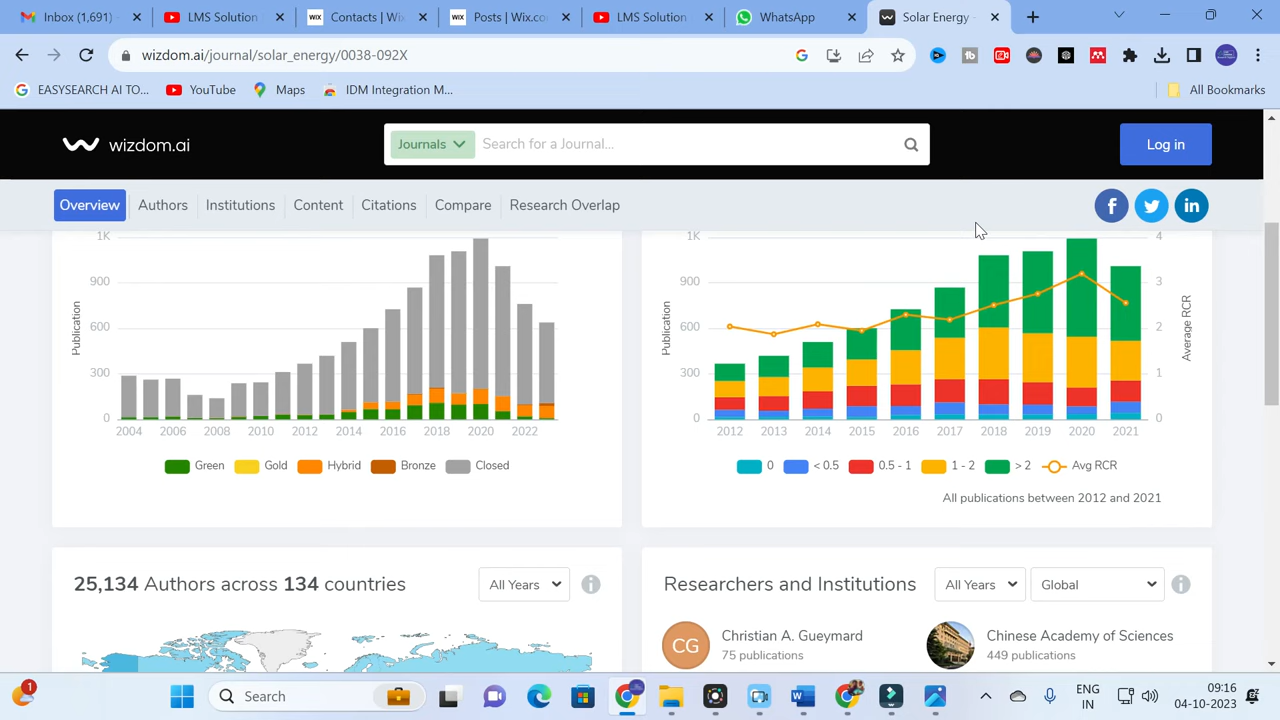 Inbox (1,691)
LMS Solution
Contacts | Wix
Posts | Wix.co
LMS Solution
WhatsApp
Solar Energy -
wizdom.ai/journal/solar_energy/0038-092X
EASYSEARCH AI TO...
YouTube
Maps
IDM Integration M...
All Bookmarks
wizdom.ai
Journals
Search for a Journal...
Log in
Overview
Authors
Institutions
Content
Citations
Compare
Research Overlap
1K
900
600
300
0
Publication
2004 2006 2008 2010 2012 2014 2016 2018 2020 2022
Green Gold Hybrid Bronze Closed
1K
900
600
300
0
Publication
4
3
2
1
0
Average RCR
2012 2013 2014 2015 2016 2017 2018 2019 2020 2021
0 < 0.5 0.5 - 1 1 - 2 > 2 Avg RCR
All publications between 2012 and 2021
25,134 Authors across 134 countries
All Years
Researchers and Institutions
All Years
Global
CG
Christian A. Gueymard
75 publications
Chinese Academy of Sciences
449 publications
1
Search
ENG
IN
09:16
04-10-2023